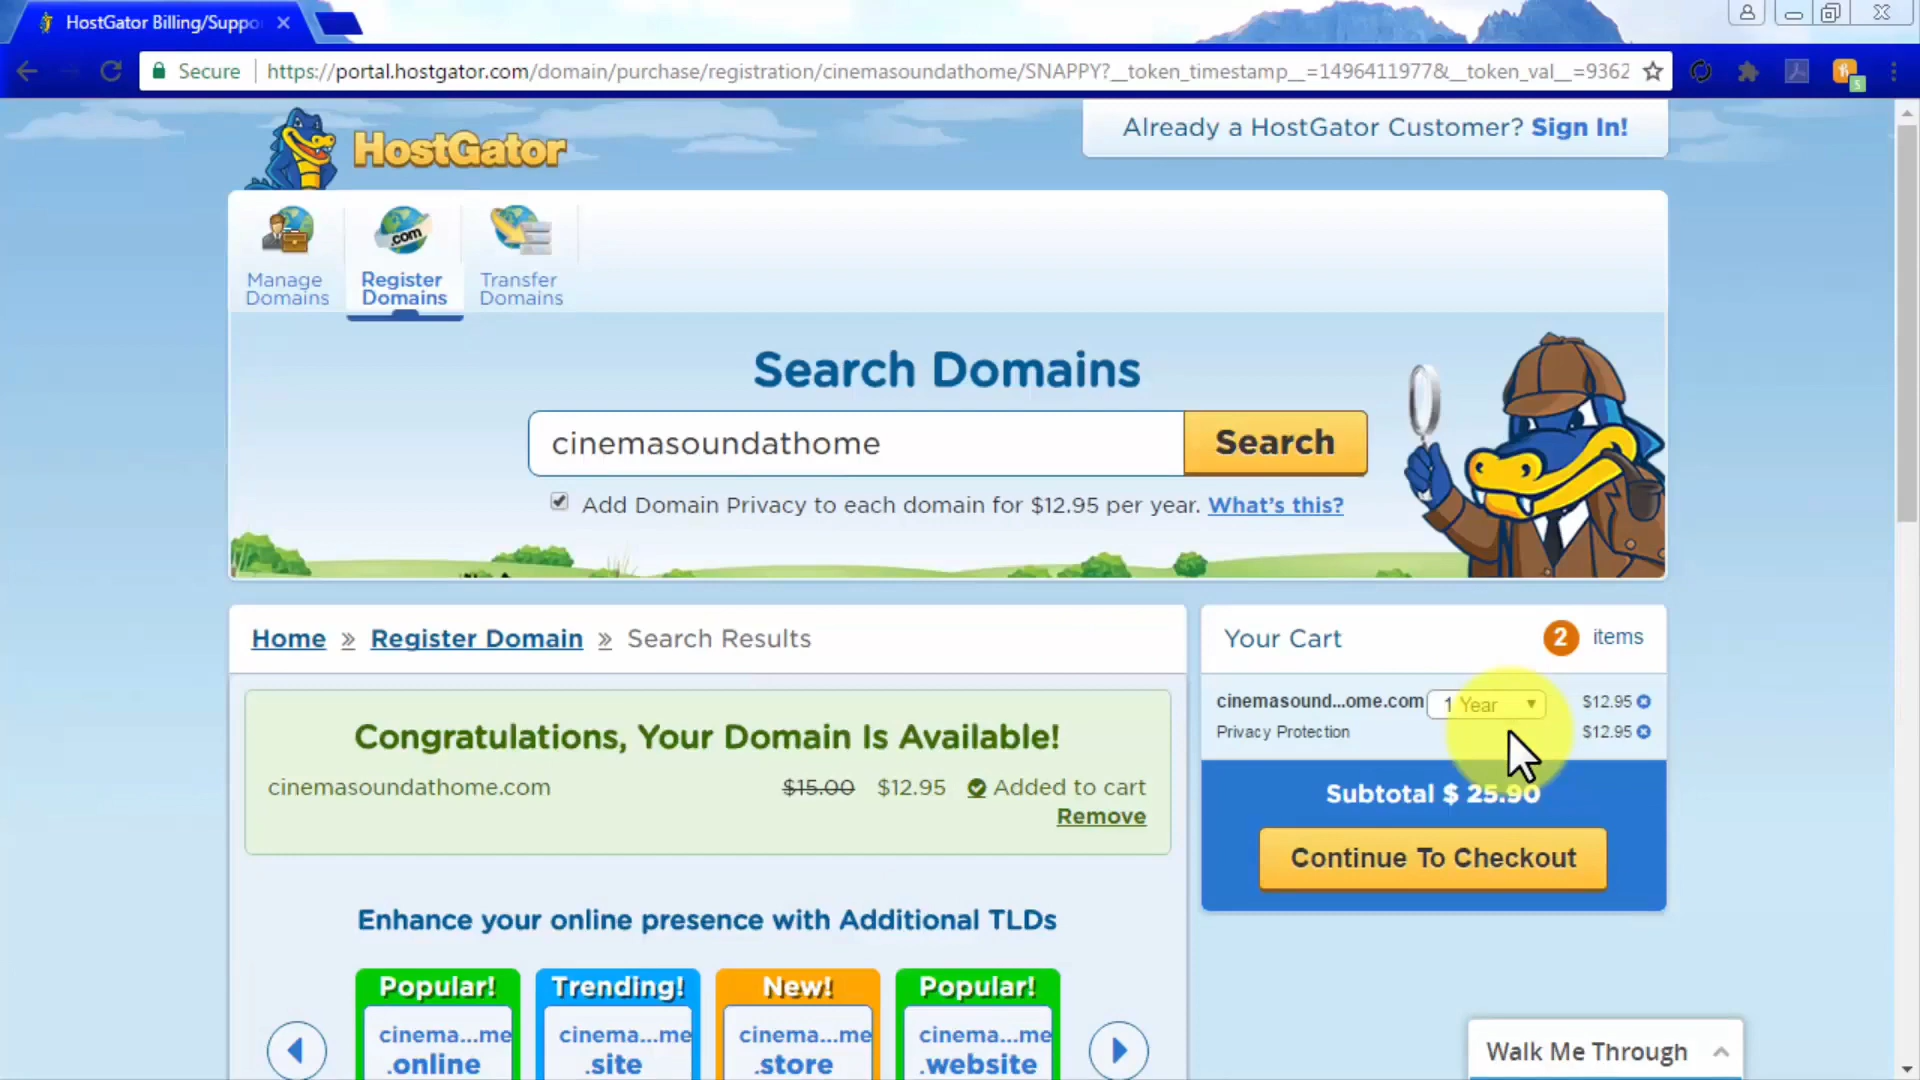 HostGator Billing/Suppo
Secure
https://portal.hostgator.com/domain/purchase/registration/cinemasoundathome/SNAPPY?__token_timestamp__=1496411977&__token_val__=9362
5
HostGator
Already a HostGator Customer? Sign In!
.com
Manage
Domains
Register
Domains
Transfer
Domains
Search Domains
cinemasoundathome
Search
Add Domain Privacy to each domain for $12.95 per year. What's this?
Home » Register Domain » Search Results
Your Cart
2 items
Congratulations, Your Domain Is Available!
cinemasoundathome.com
$15.00 $12.95 Added to cart
Remove
cinemasound...ome.com 1 Year $12.95
Privacy Protection $12.95
Subtotal $ 25.90
Continue To Checkout
Enhance your online presence with Additional TLDs
Popular!
cinema...me
.online
Trending!
cinema...me
.site
New!
cinema...me
.store
Popular!
cinema...me
.website
Walk Me Through